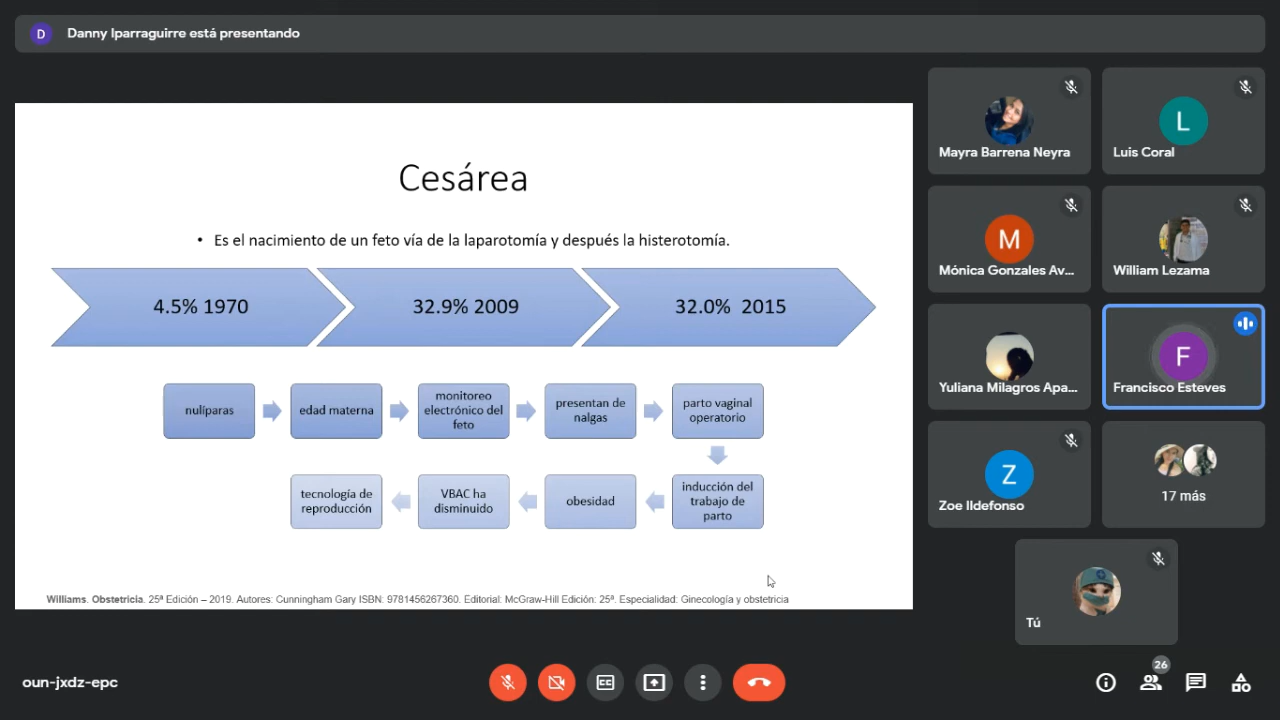 D
Danny Iparraguirre está presentando
Cesárea
• Es el nacimiento de un feto vía de la laparotomía y después la histerotomía.
4.5% 1970
32.9% 2009
32.0% 2015
nulíparas
edad materna
monitoreo
electrónico del
feto
presentan de
nalgas
parto vaginal
operatorio
inducción del
trabajo de
parto
obesidad
VBAC ha
disminuido
tecnología de
reproducción
Williams. Obstetricia. 25ª Edición – 2019. Autores: Cunningham Gary ISBN: 9781456267360. Editorial: McGraw-Hill Edición: 25ª. Especialidad: Ginecología y obstetricia
Mayra Barrena Neyra
L
Luis Coral
M
Mónica Gonzales Av...
William Lezama
Yuliana Milagros Apa...
F
Francisco Esteves
Z
Zoe Ildefonso
17 más
Tú
oun-jxdz-epc
CC
26